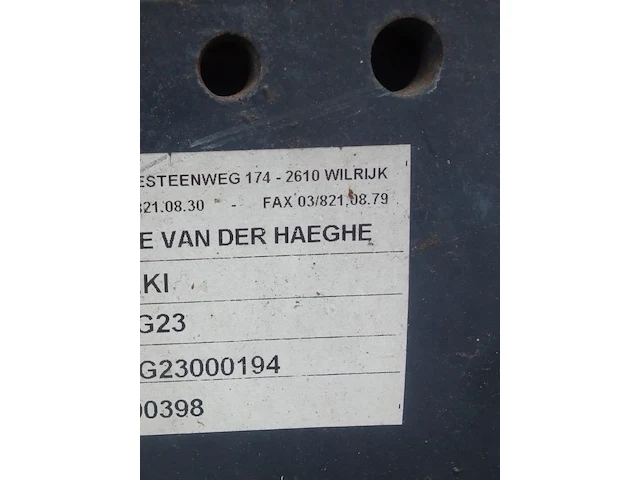 ESTEENWEG 174 - 2610 WILRIJK
821.08.30 - FAX 03/821.08.79
E VAN DER HAEGHE
KI
G23
G23000194
00398